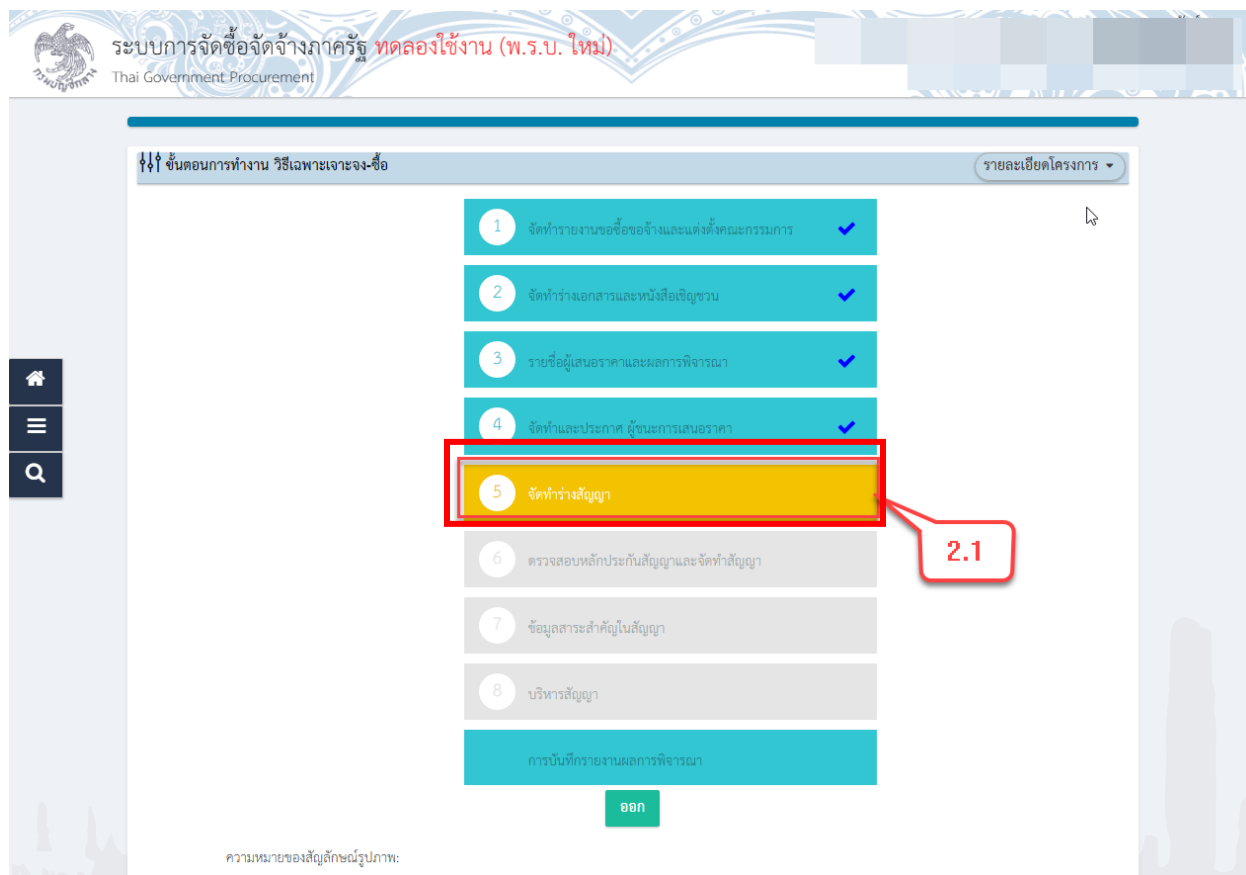 ระบบการจัดซื้อจัดจ้างภาครัฐ ทดลองใช้งาน (พ.ร.บ. ใหม่)
Thai Government Procurement
กรมบัญชีกลาง
ขั้นตอนการทำงาน วิธีเฉพาะเจาะจง-ซื้อ
รายละเอียดโครงการ
1 จัดทำรายงานขอซื้อขอจ้างและแต่งตั้งคณะกรรมการ
2 จัดทำร่างเอกสารและหนังสือเชิญชวน
3 รายชื่อผู้เสนอราคาและผลการพิจารณา
4 จัดทำและประกาศ ผู้ชนะการเสนอราคา
5 จัดทำร่างสัญญา
2.1
6 ตรวจสอบหลักประกันสัญญาและจัดทำสัญญา
7 ข้อมูลสาระสำคัญในสัญญา
8 บริหารสัญญา
การบันทึกรายงานผลการพิจารณา
ออก
ความหมายของสัญลักษณ์รูปภาพ: